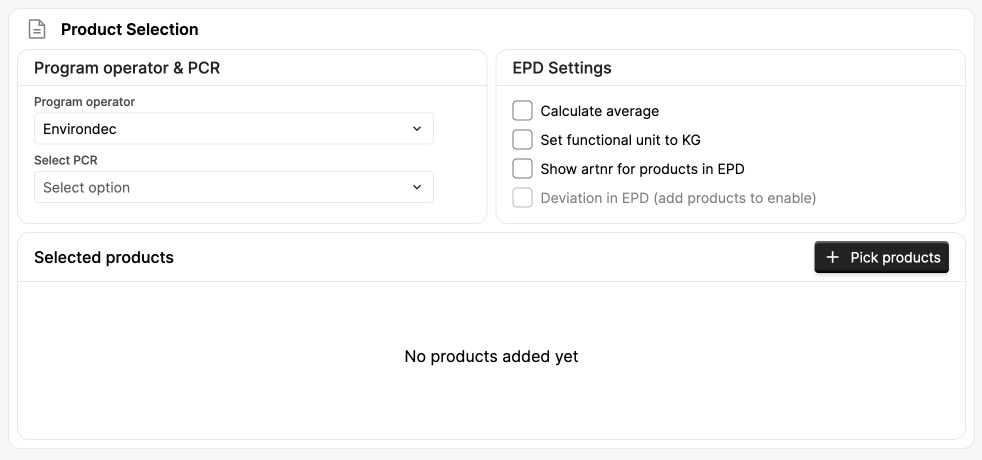 Product Selection
Program operator & PCR
Program operator
Environdec
Select PCR
Select option
EPD Settings
Calculate average
Set functional unit to KG
Show artnr for products in EPD
Deviation in EPD (add products to enable)
Selected products
Pick products
No products added yet